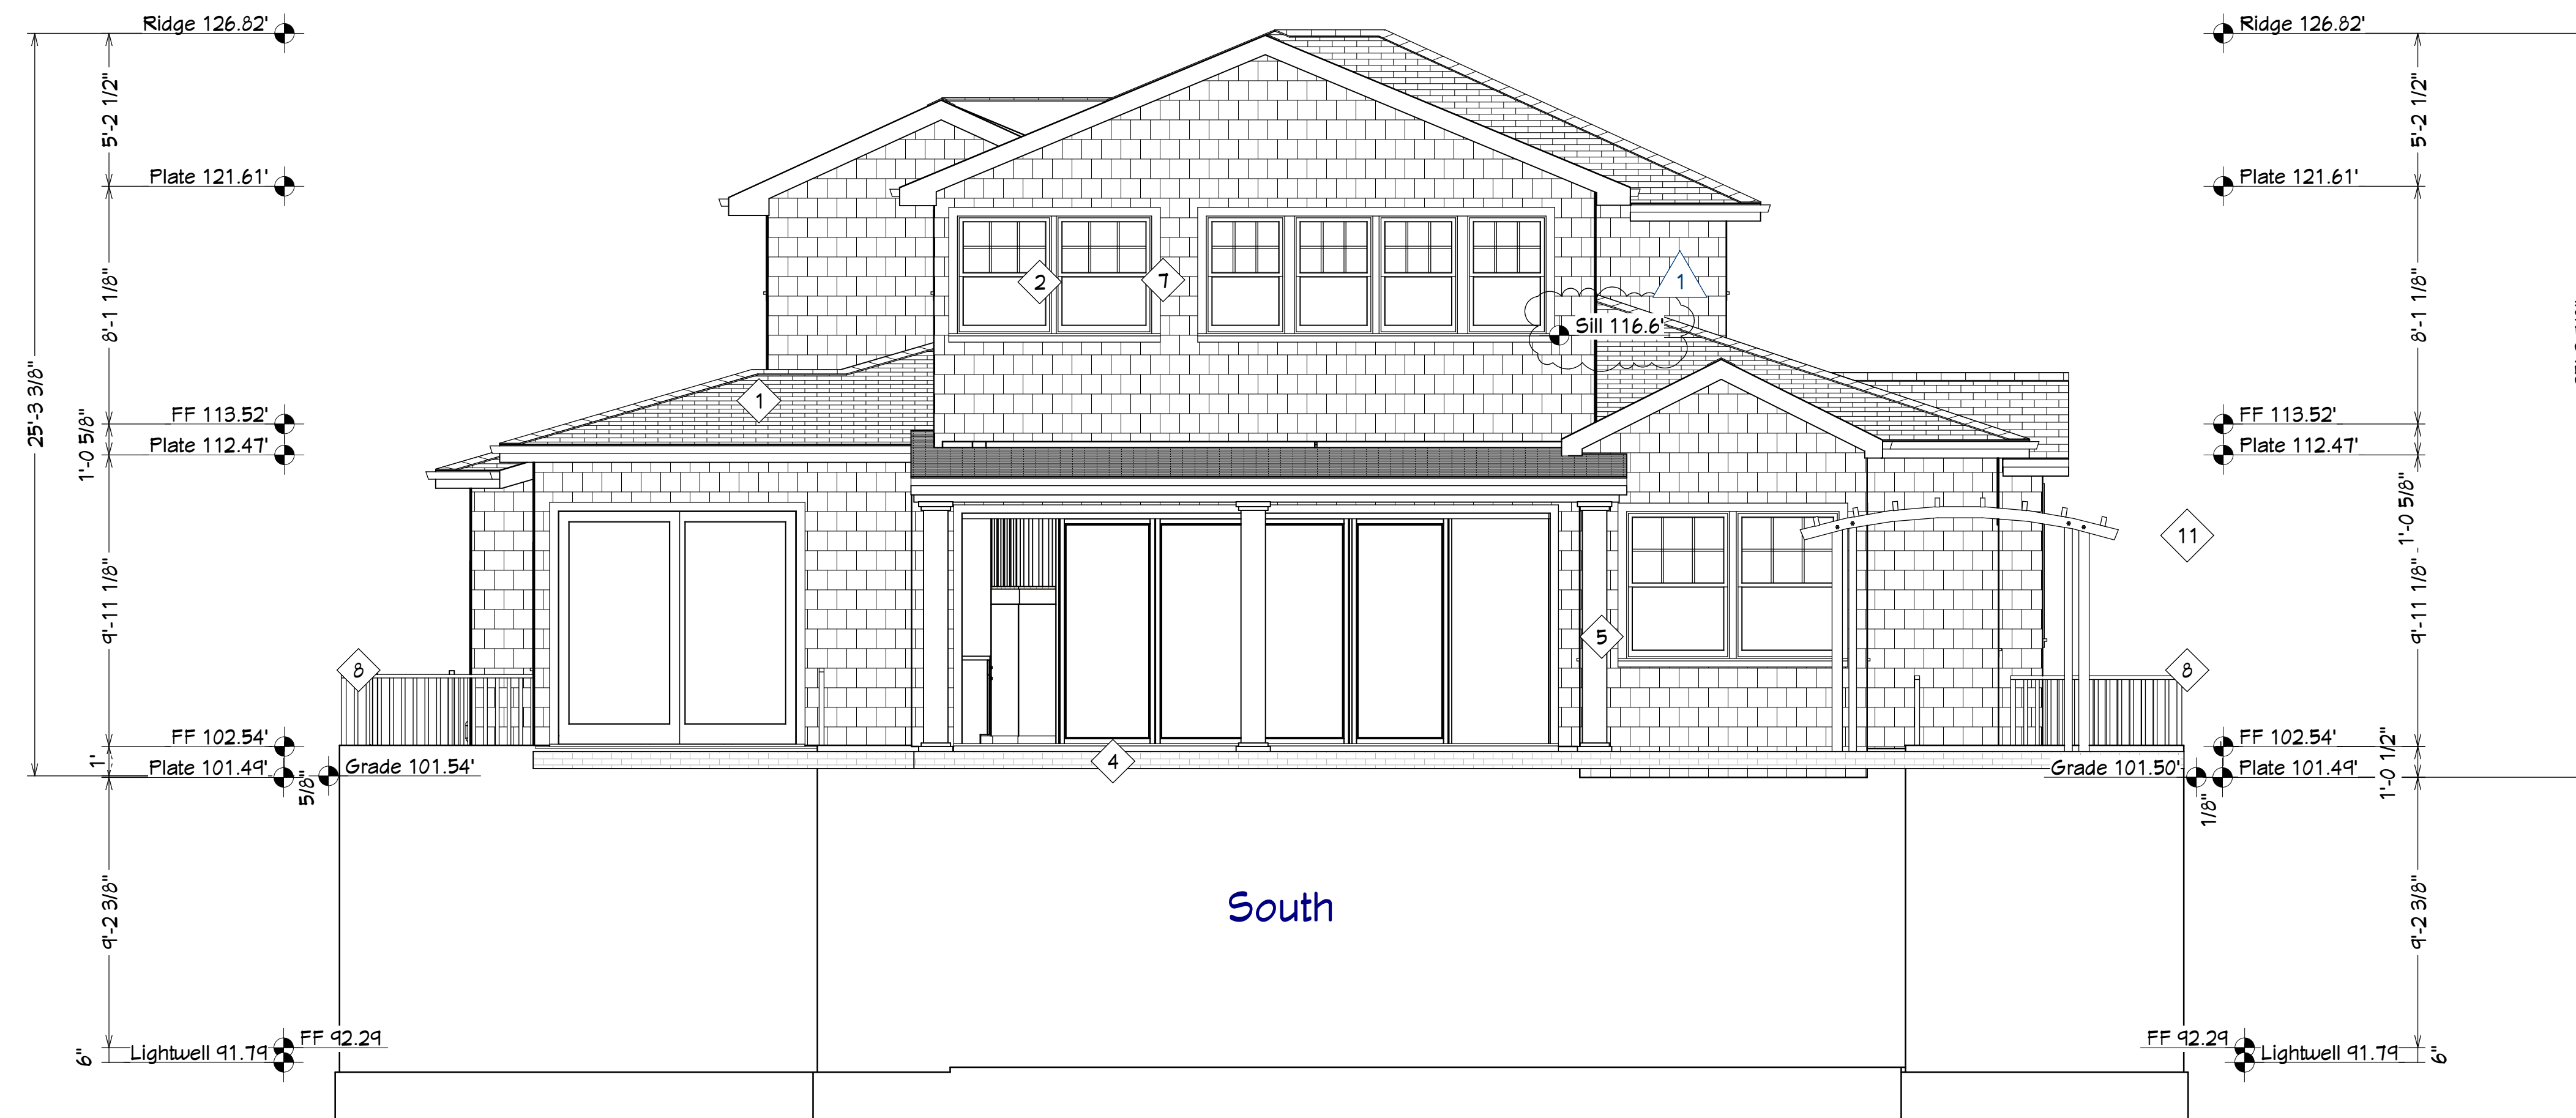 Ridge 126.82'
Ridge 126.82'
5'-2 1/2"
5'-2 1/2"
Plate 121.61'
Plate 121.61'
2
7
1
8'-1 1/8"
8'-1 1/8"
Sill 116.6'
25'-3 3/8"
1
FF 113.52'
FF 113.52'
1'-0 5/8"
Plate 112.47'
Plate 112.47'
1'-0 5/8"
11
9'-11 1/8"
9'-11 1/8"
5
8
8
FF 102.54'
FF 102.54'
1'
4
1'-0 1/2"
Plate 101.49'
Grade 101.54'
Grade 101.50'
Plate 101.49'
5/8"
1/8"
9'-2 3/8"
South
9'-2 3/8"
FF 92.29
FF 92.29
Lightwell 91.79
Lightwell 91.79
6"
6"